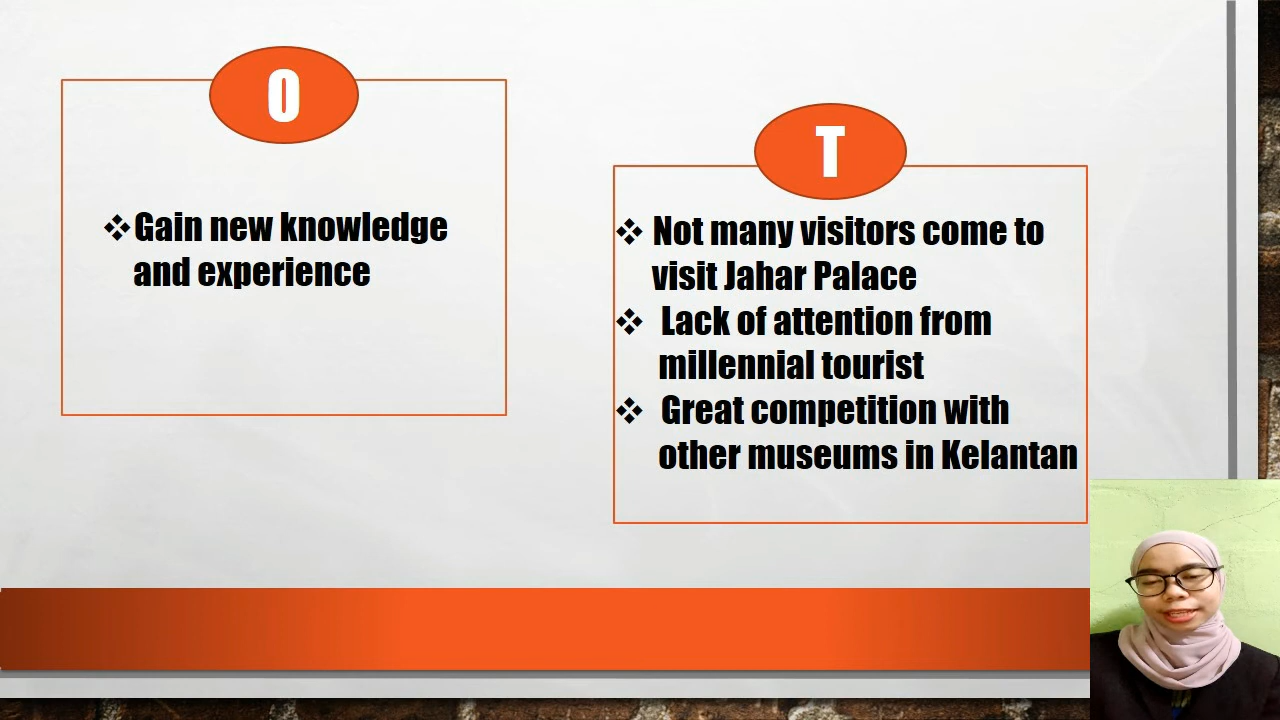 O
❖Gain new knowledge
and experience
T
❖ Not many visitors come to
visit Jahar Palace
❖ Lack of attention from
millennial tourist
❖ Great competition with
other museums in Kelantan